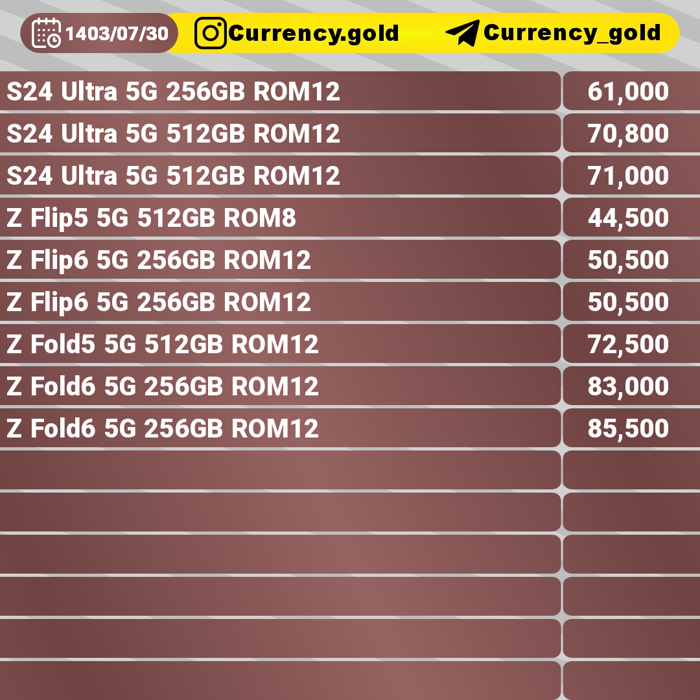 1403/07/30 Currency.gold Currency_gold
S24 Ultra 5G 256GB ROM12 61,000
S24 Ultra 5G 512GB ROM12 70,800
S24 Ultra 5G 512GB ROM12 71,000
Z Flip5 5G 512GB ROM8 44,500
Z Flip6 5G 256GB ROM12 50,500
Z Flip6 5G 256GB ROM12 50,500
Z Fold5 5G 512GB ROM12 72,500
Z Fold6 5G 256GB ROM12 83,000
Z Fold6 5G 256GB ROM12 85,500